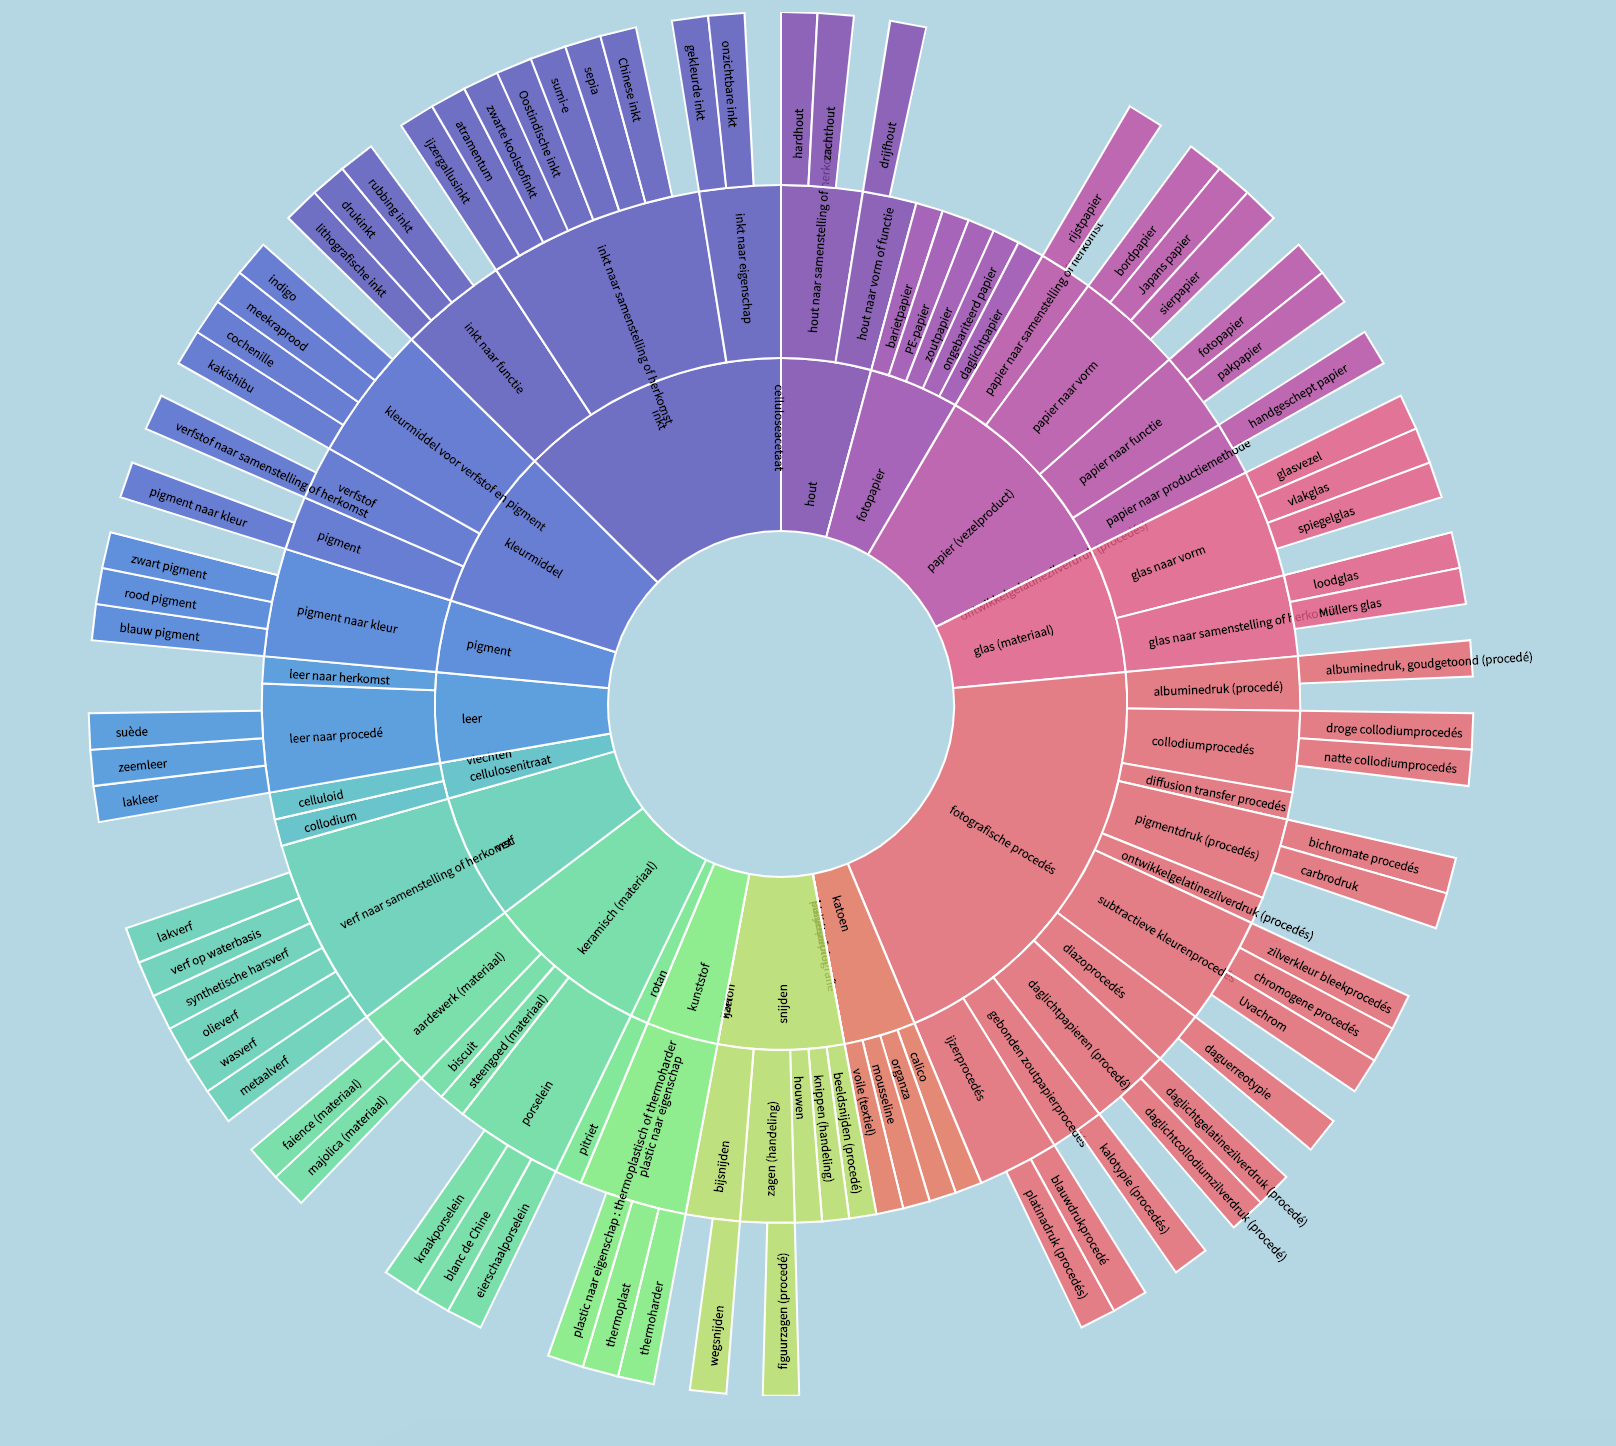 hardhout
zachthout
drijfhout
hout naar samenstelling of herkomst
hout naar vorm of functie
celluloseacetaat
hout
barietpapier
PE-papier
zoutpapier
ongebariteerd papier
daglichtpapier
fotopapier
rijstpapier
papier naar samenstelling of herkomst
bordpapier
Japans papier
sierpapier
papier naar vorm
fotopapier
pakpapier
papier naar functie
handgeschept papier
papier naar productiemethode
papier (vezelproduct)
ontwikkelgelatinezilverdruk (procedés)
glasvezel
vlakglas
spiegelglas
glas naar vorm
loodglas
Müllers glas
glas naar samenstelling of herkomst
glas (materiaal)
albuminedruk, goudgetoond (procedé)
albuminedruk (procedé)
droge collodiumprocedés
natte collodiumprocedés
collodiumprocedés
diffusion transfer procedés
bichromate procedés
carbrodruk
pigmentdruk (procedés)
ontwikkelgelatinezilverdruk (procedés)
zilverkleur bleekprocedés
chromogene procedés
Uvachrom
subtractieve kleurenprocedés
fotografische procedés
daguerreotypie
diazoprocedés
daglichtgelatinezilverdruk (procedé)
daglichtcollodiumzilverdruk (procedé)
daglichtpapieren (procedé)
kalotypie (procedés)
gebonden zoutpapierprocedés
blauwdrukprocedé
platinadruk (procedés)
ijzerprocedés
katoen
calico
organza
mousseline
voile (textiel)
snijden
beeldsnijden (procedé)
knippen (handeling)
houwen
zagen (handeling)
figuurzagen (procedé)
bijsnijden
wegsnijden
kunststof
plastic naar eigenschap
plastic naar eigenschap : thermoplastisch of thermoharder
thermoplast
thermoharder
rotan
pitriet
keramisch (materiaal)
porselein
eierschaalporselein
blanc de Chine
kraakporselein
steengoed (materiaal)
biscuit
aardewerk (materiaal)
majolica (materiaal)
faience (materiaal)
verf
verf naar samenstelling of herkomst
metaalverf
wasverf
olieverf
synthetische harsverf
verf op waterbasis
lakverf
cellulosenitraat
collodium
celluloid
vlechten
leer
leer naar procedé
lakleer
zeemleer
suède
leer naar herkomst
pigment
pigment naar kleur
blauw pigment
rood pigment
zwart pigment
kleurmiddel
pigment
pigment naar kleur
verfstof
verfstof naar samenstelling of herkomst
kleurmiddel voor verfstof en pigment
kakishibu
cochenille
meekraprood
indigo
inkt
inkt naar functie
lithografische inkt
drukinkt
rubbing inkt
inkt naar samenstelling of herkomst
ijzergallusinkt
atramentum
zwarte koolstofinkt
Oostindische inkt
sumi-e
sepia
Chinese inkt
inkt naar eigenschap
gekleurde inkt
onzichtbare inkt